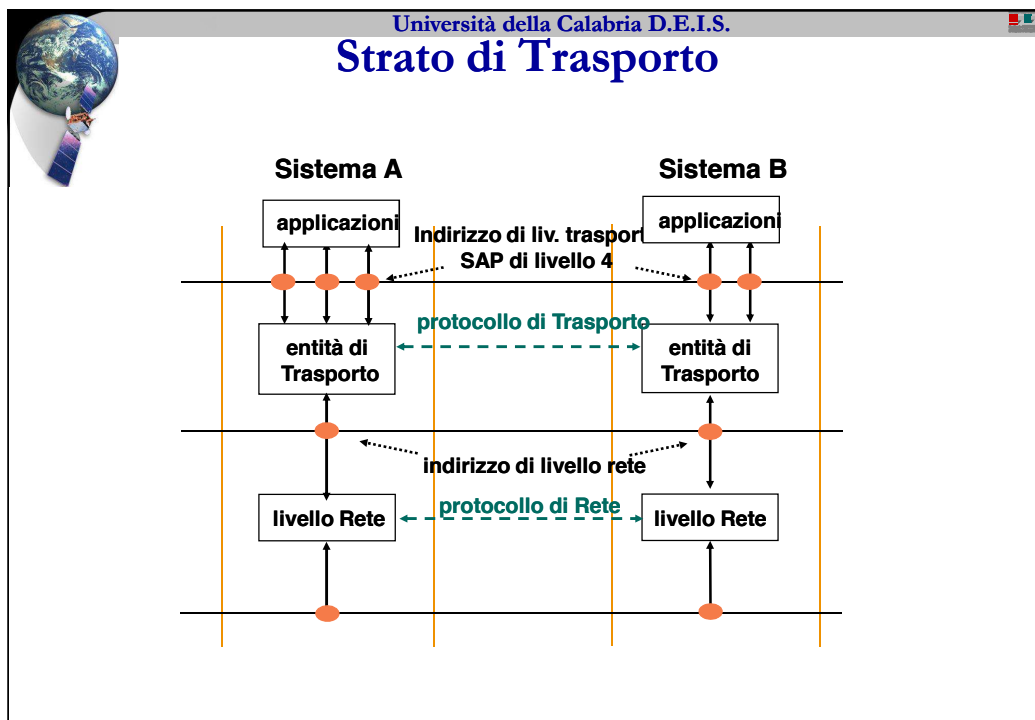 Università della Calabria D.E.I.S.
Strato di Trasporto
Sistema A
Sistema B
applicazioni
applicazioni
Indirizzo di liv. trasport
SAP di livello 4
protocollo di Trasporto
entità di
Trasporto
entità di
Trasporto
indirizzo di livello rete
protocollo di Rete
livello Rete
livello Rete